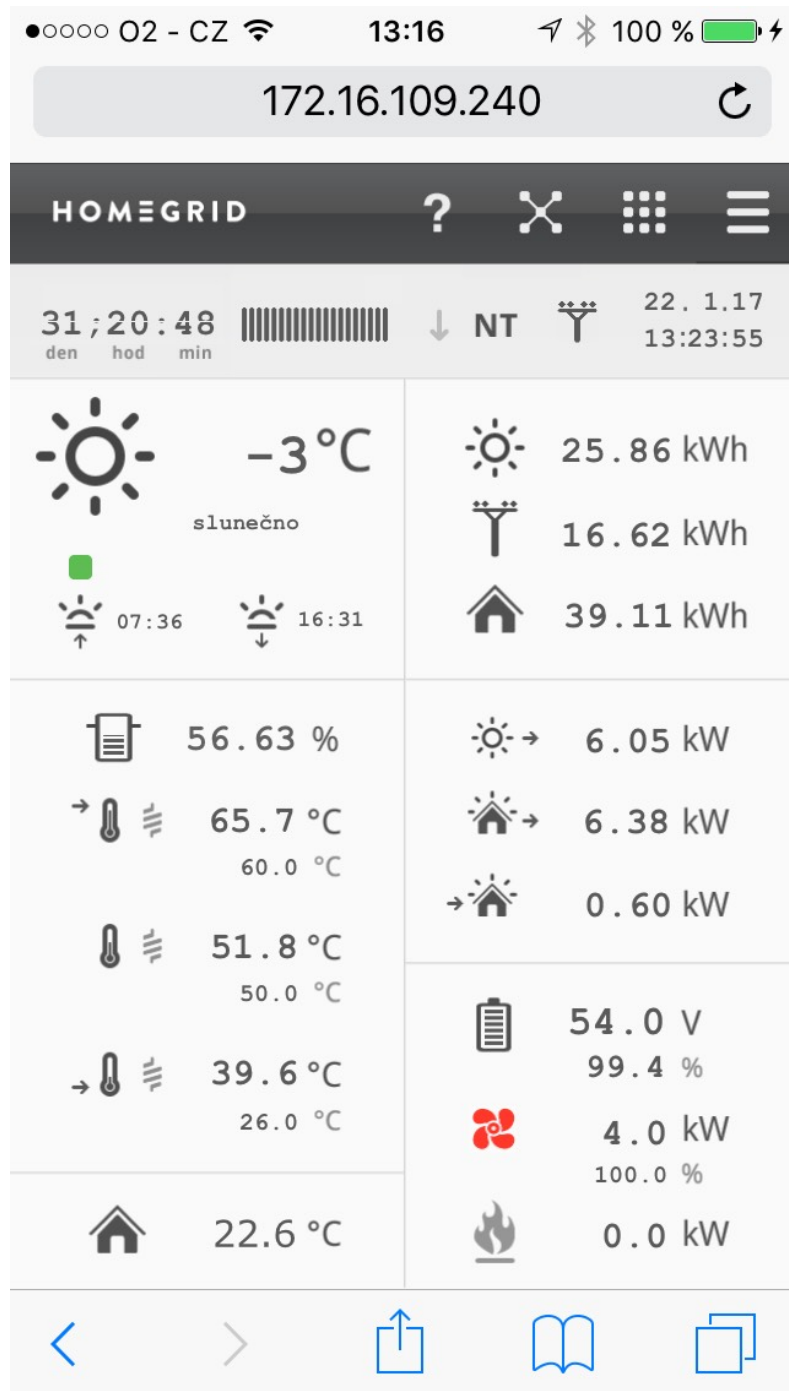 O2 - CZ 13:16 100 %
172.16.109.240
HOMEGRID ?
31;20:48 NT 22. 1.17
den hod min 13:23:55
-3°C
slunečno
07:36 16:31
25.86 kWh
16.62 kWh
39.11 kWh
56.63 %
65.7 °C
60.0 °C
51.8 °C
50.0 °C
39.6 °C
26.0 °C
22.6 °C
6.05 kW
6.38 kW
0.60 kW
54.0 V
99.4 %
4.0 kW
100.0 %
0.0 kW